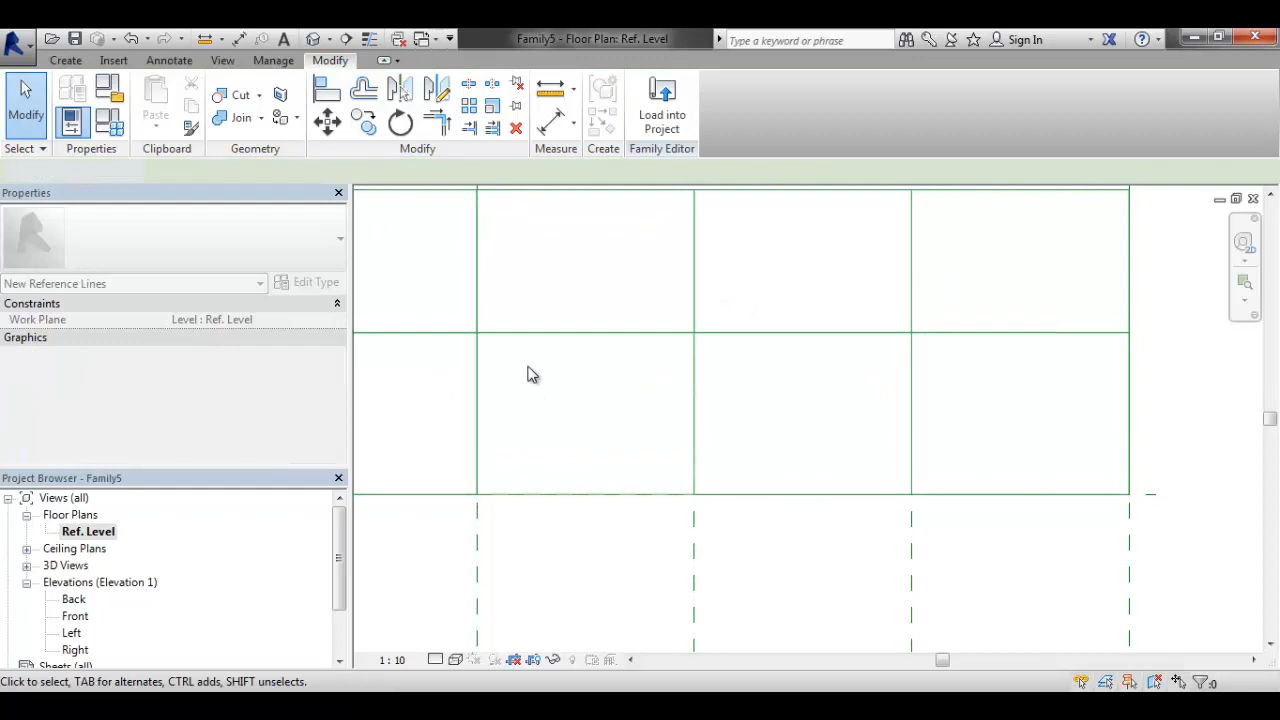 Family5 - Floor Plan: Ref. Level
Type a keyword or phrase
Sign In
Create
Insert
Annotate
View
Manage
Modify
Modify
Paste
Cut
Join
Load into
Project
Select
Properties
Clipboard
Geometry
Modify
Measure
Create
Family Editor
Properties
New Reference Lines
Edit Type
Constraints
Work Plane
Level : Ref. Level
Graphics
Project Browser - Family5
Views (all)
Floor Plans
Ref. Level
Ceiling Plans
3D Views
Elevations (Elevation 1)
Back
Front
Left
Right
Sheets (all)
2D
1 : 10
Click to select, TAB for alternates, CTRL adds, SHIFT unselects.
:0